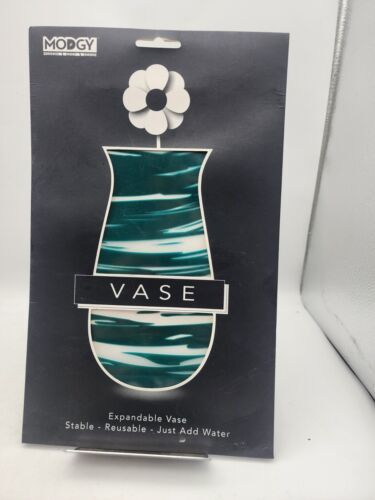 MODGY
VASE
Expandable Vase
Stable - Reusable - Just Add Water